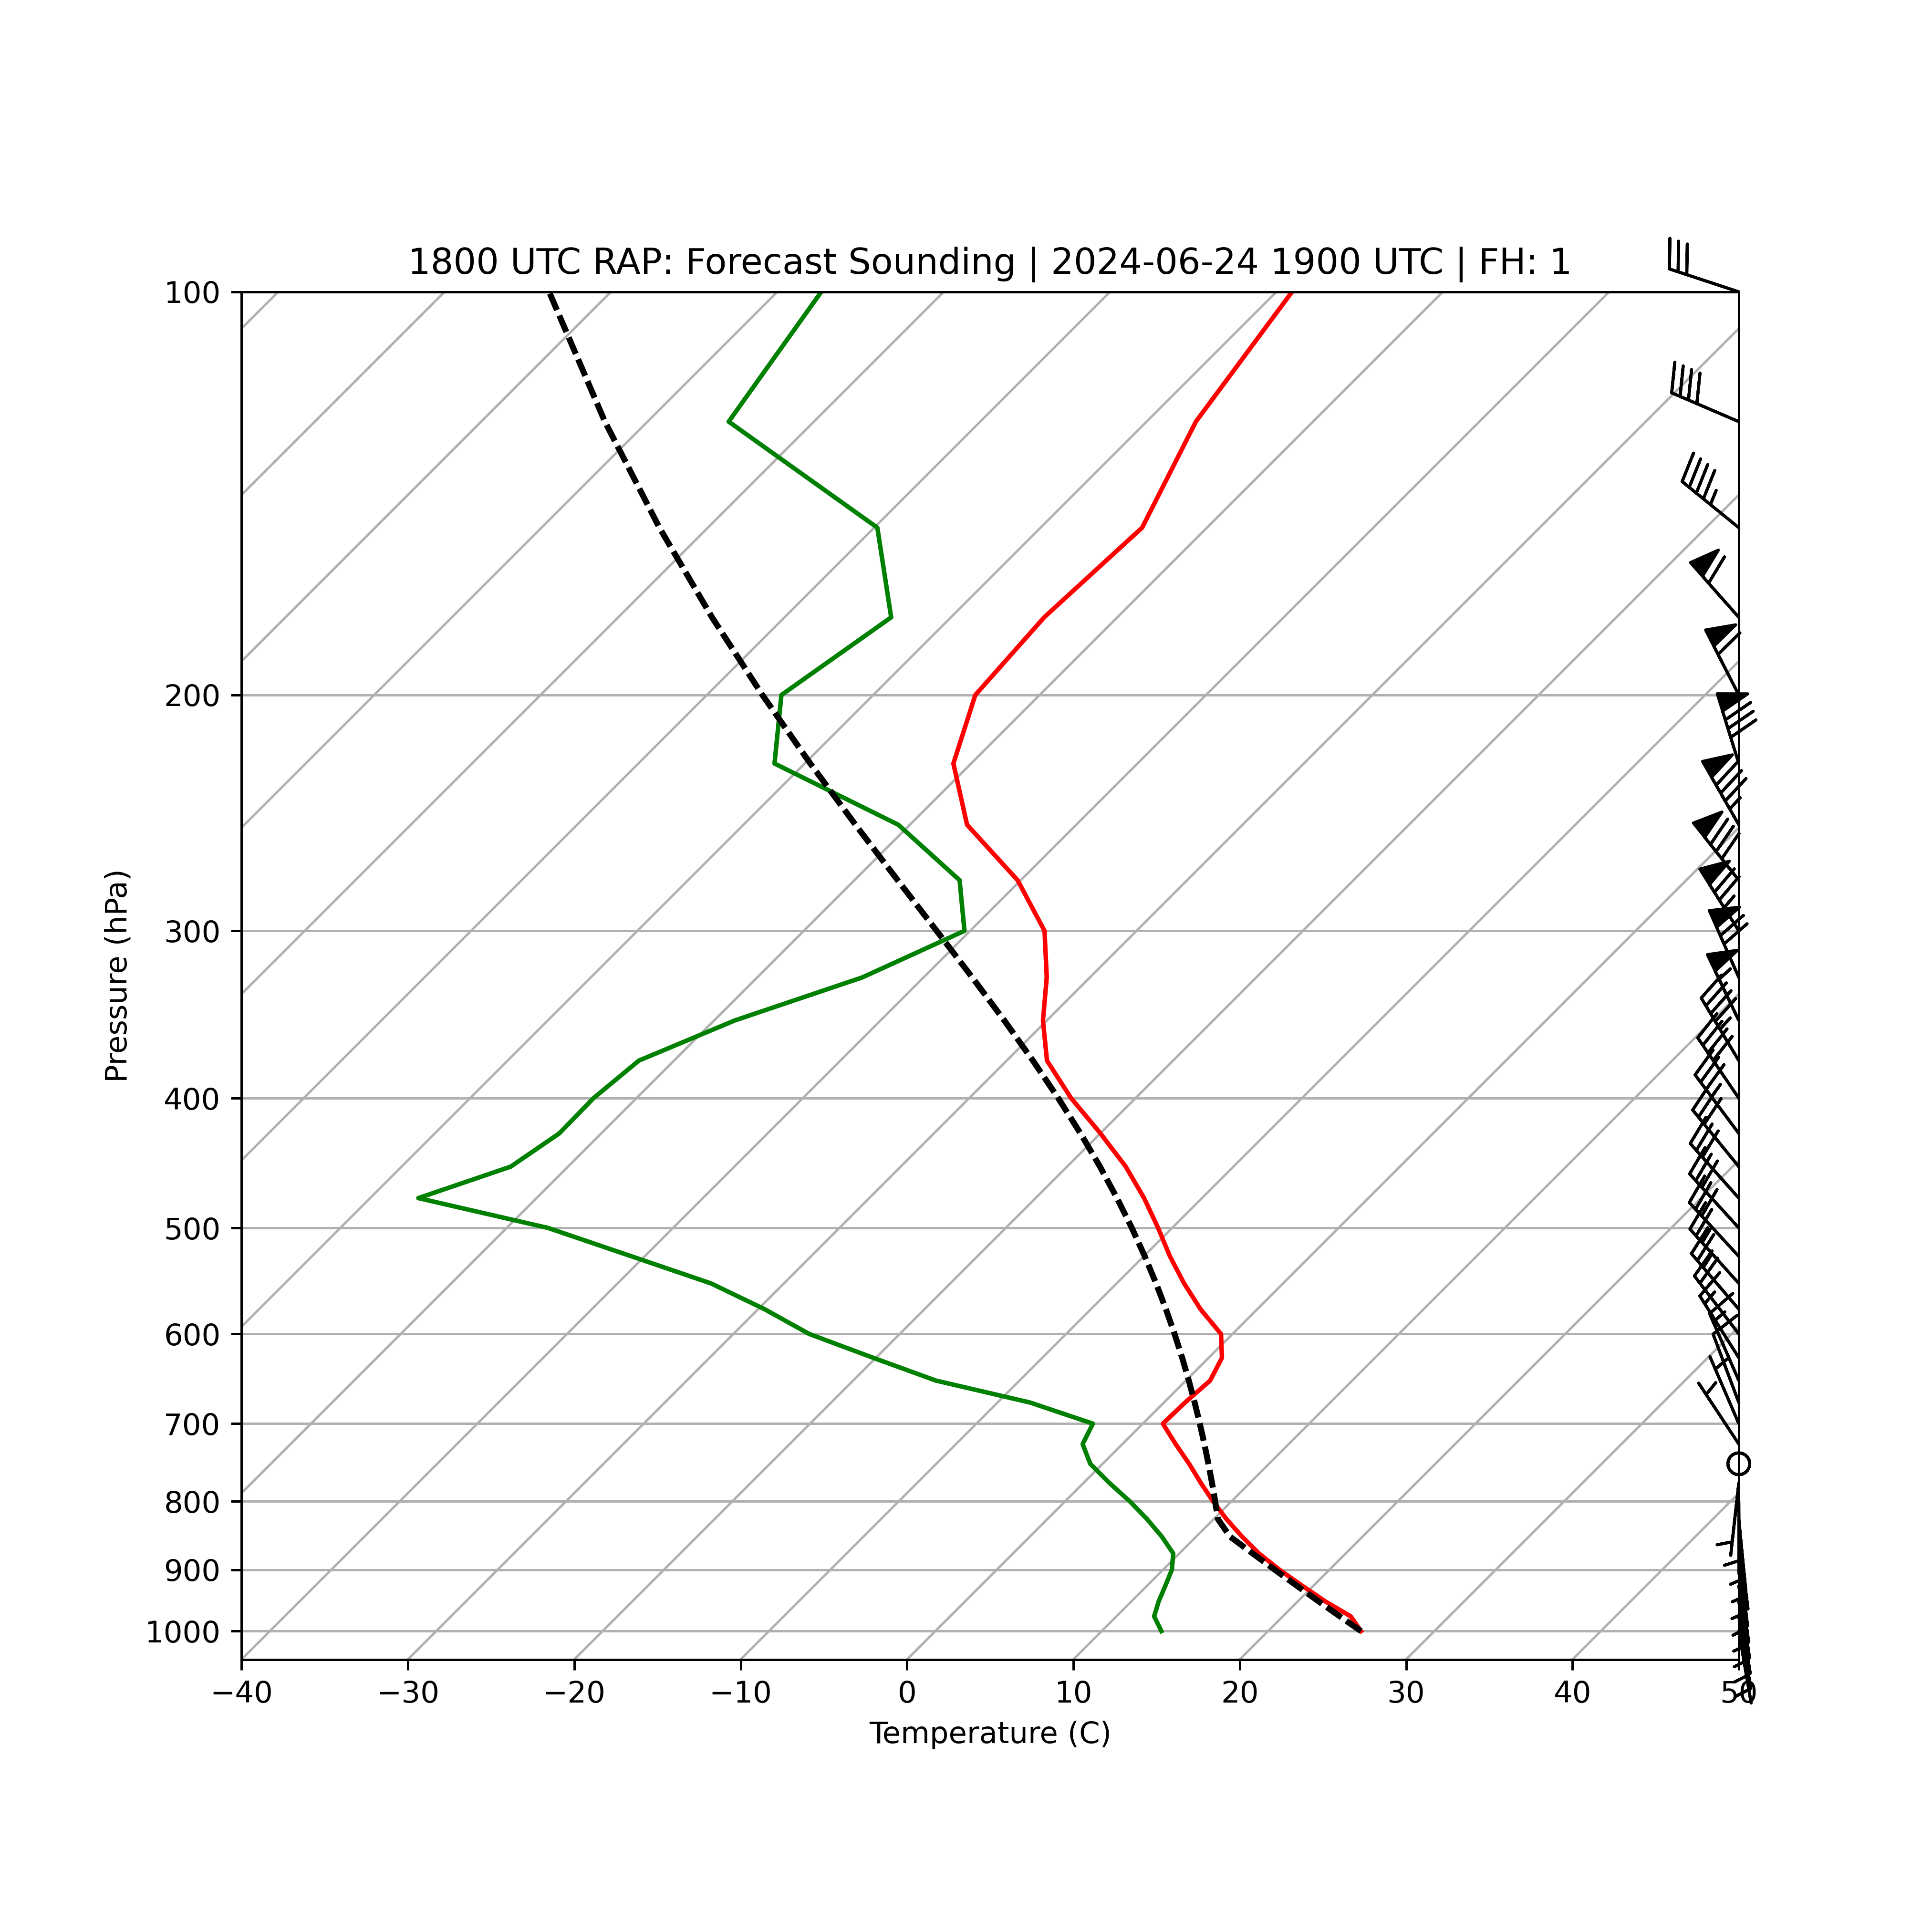 1800 UTC RAP: Forecast Sounding | 2024-06-24 1900 UTC | FH: 1
100
200
300
400
500
600
700
800
900
1000
Pressure (hPa)
−40 −30 −20 −10 0 10 20 30 40 50
Temperature (C)